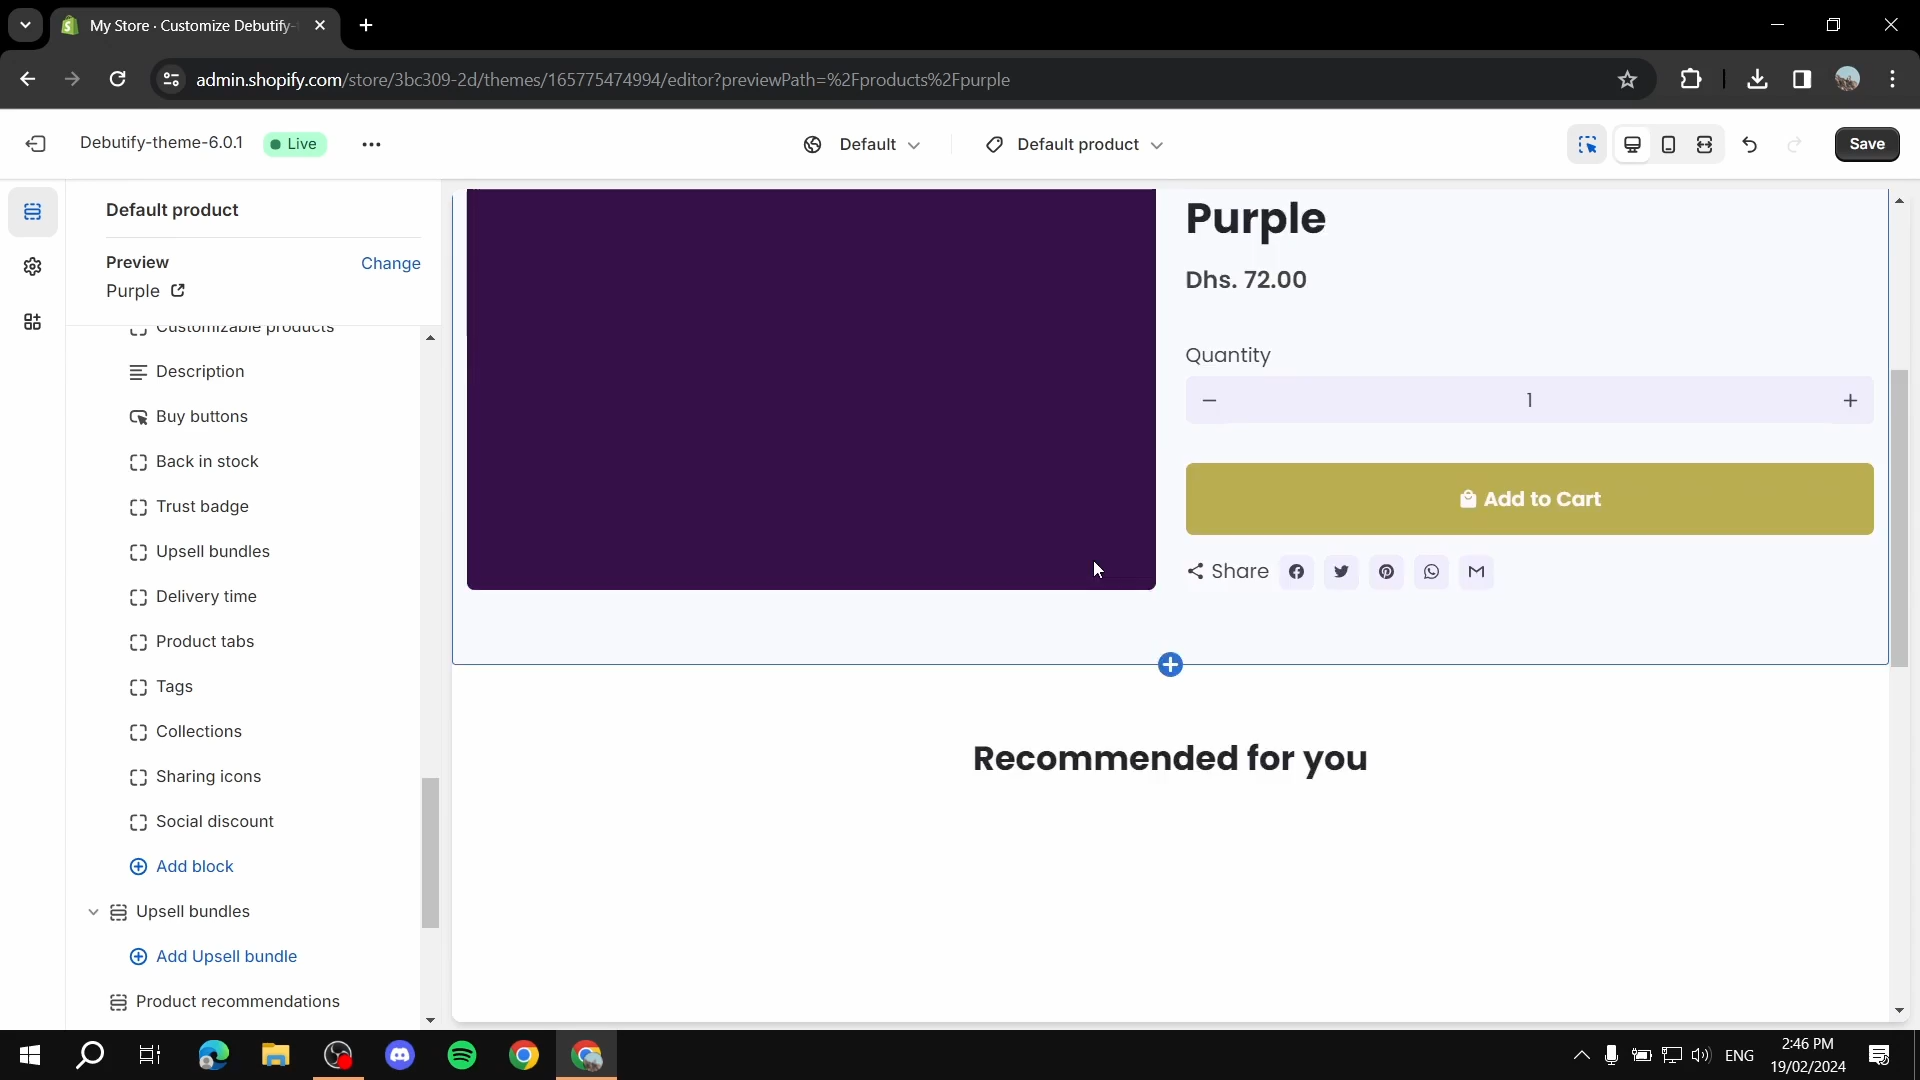 My Store · Customize Debutify-
admin.shopify.com/store/3bc309-2d/themes/165775474994/editor?previewPath=%2Fproducts%2Fpurple
Debutify-theme-6.0.1
Live
Default
Default product
Save
Default product
Preview
Change
Purple
Customizable products
Description
Buy buttons
Back in stock
Trust badge
Upsell bundles
Delivery time
Product tabs
Tags
Collections
Sharing icons
Social discount
Add block
Upsell bundles
Add Upsell bundle
Product recommendations
Purple
Dhs. 72.00
Quantity
1
Add to Cart
Share
Recommended for you
ENG
2:46 PM
19/02/2024